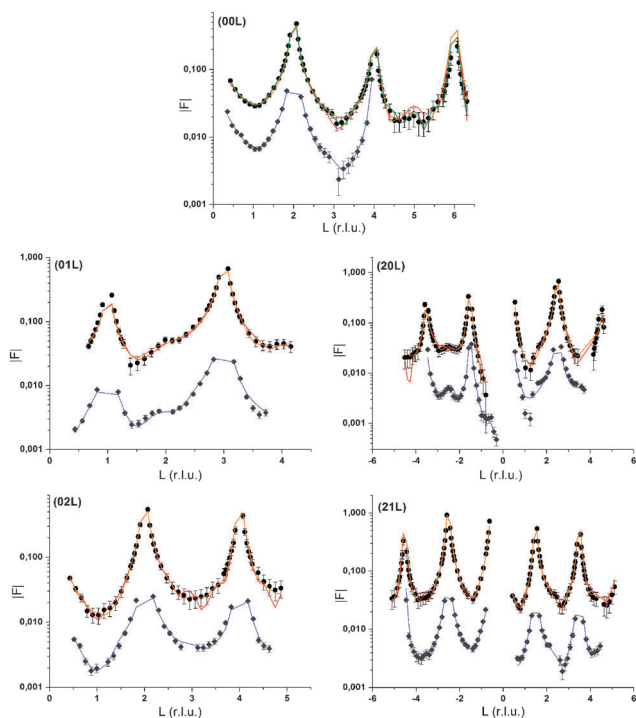 (00L)
0,100
|F|
0,010
0,001
0 1 2 3 4 5 6
L (r.l.u.)
(01L)
1,000
0,100
|F|
0,010
0,001
0 1 2 3 4
L (r.l.u.)
(20L)
1,000
0,100
|F|
0,010
0,001
-6 -4 -2 0 2 4 6
L (r.l.u.)
(02L)
0,100
|F|
0,010
0,001
0 1 2 3 4 5
L (r.l.u.)
(21L)
1,000
0,100
|F|
0,010
0,001
-6 -4 -2 0 2 4 6
L (r.l.u.)